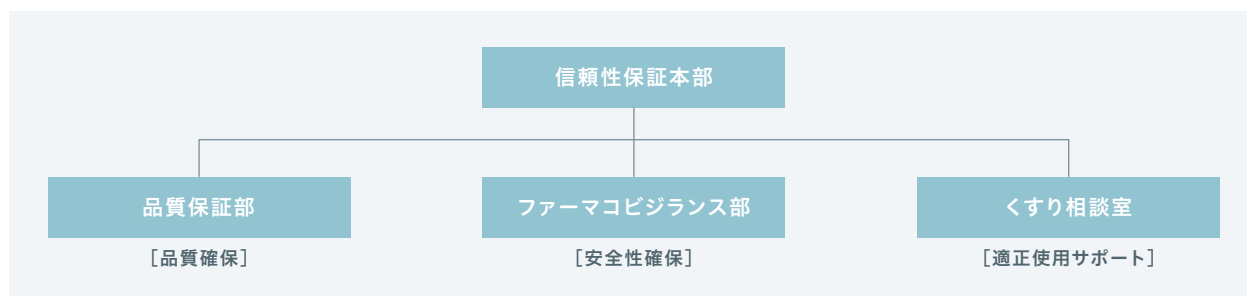 信頼性保証本部
品質保証部
ファーマコビジランス部
くすり相談室
［品質確保］
［安全性確保］
［適正使用サポート］